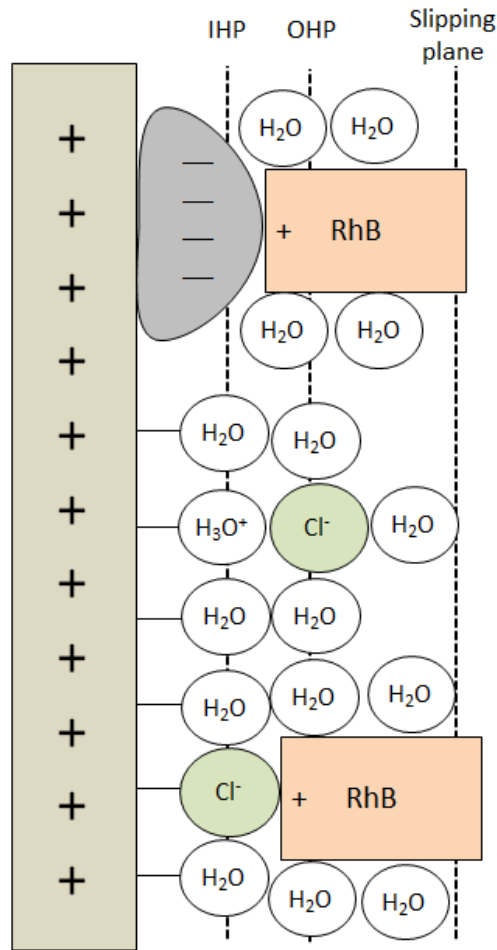 IHP OHP Slipping plane
+
H₂O H₂O
+
− − − −
+ RhB
+
H₂O H₂O
+
+
H₂O H₂O
+
H₃O⁺ Cl⁻ H₂O
+
H₂O H₂O
+
H₂O H₂O H₂O
+
Cl⁻ + RhB
+
H₂O H₂O H₂O
+